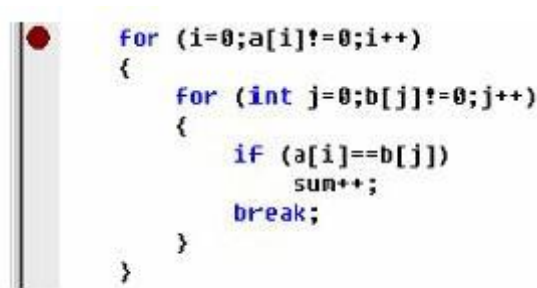 for (i=0;a[i]!=0;i++)
{
for (int j=0;b[j]!=0;j++)
{
if (a[i]==b[j])
sum++;
break;
}
}